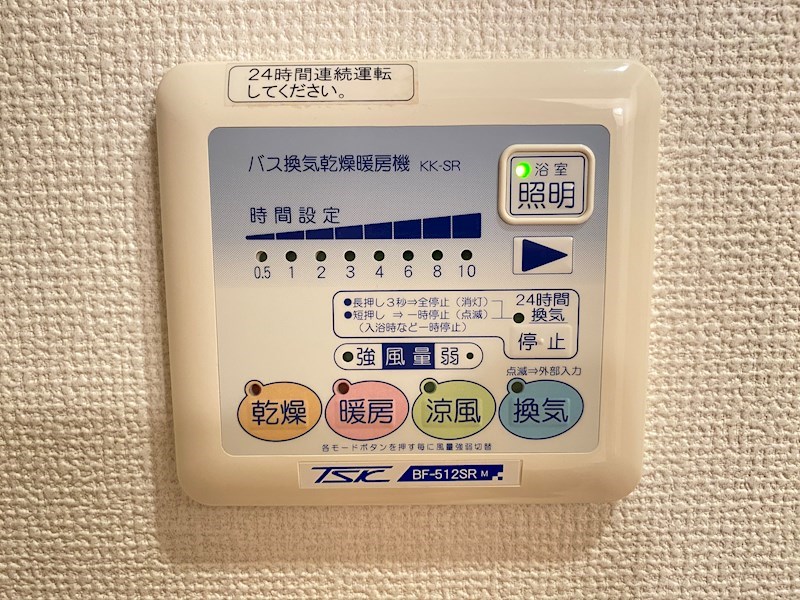 24時間連続運転
してください。
バス換気乾燥暖房機 KK-SR
浴室
照明
時間設定
0.5 1 2 3 4 6 8 10
●長押し3秒⇒全停止（消灯）
●短押し ⇒一時停止（点滅）
（入浴時など一時停止）
24時間
換気
停止
強 風量 弱
点滅⇒外部入力
乾燥 暖房 涼風 換気
各モードボタンを押す毎に風量強弱切替
TSK BF-512SR M